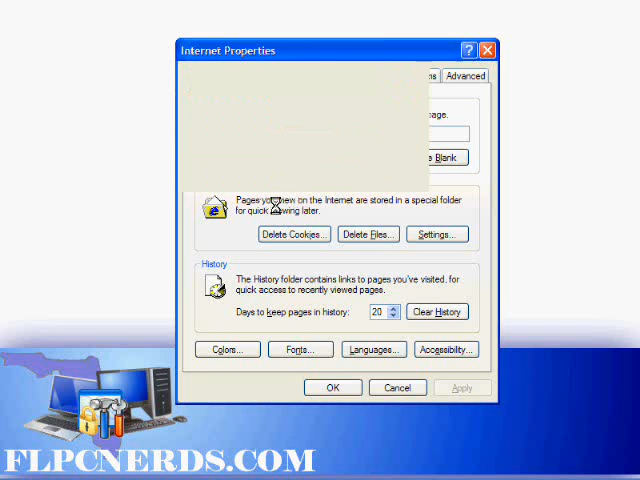 Internet Properties
Advanced
Blank
Pages you view on the Internet are stored in a special folder
for quick viewing later.
Delete Cookies... Delete Files... Settings...
History
The History folder contains links to pages you've visited, for
quick access to recently viewed pages.
Days to keep pages in history: 20 Clear History
Colors... Fonts... Languages... Accessibility...
OK Cancel Apply
FLPCNERDS.COM